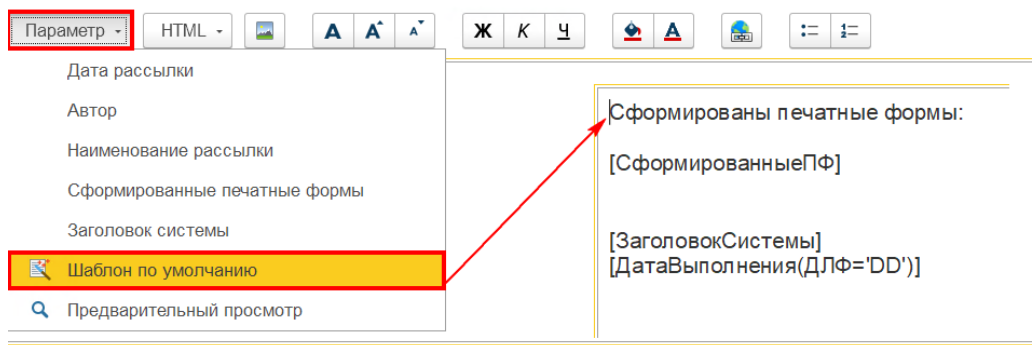 Параметр HTML A A A Ж К Ч A
Дата рассылки
Автор
Наименование рассылки
Сформированные печатные формы
Заголовок системы
Шаблон по умолчанию
Предварительный просмотр
Сформированы печатные формы:
[СформированныеПФ]
[ЗаголовокСистемы]
[ДатаВыполнения(ДЛФ='DD')]